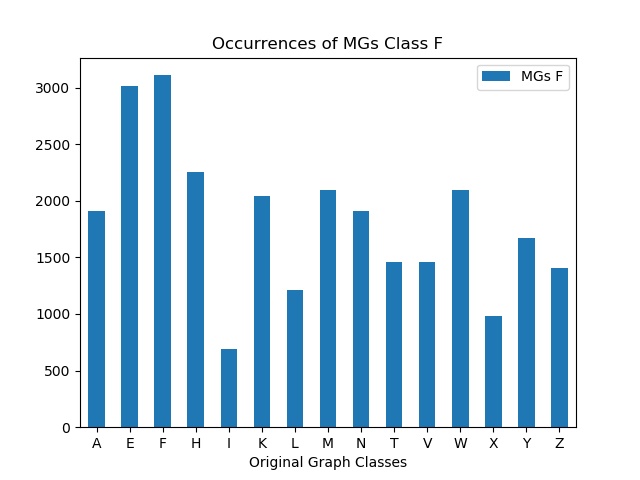 Occurrences of MGs Class F
MGs F
3000
2500
2000
1500
1000
500
0
A E F H I K L M N T V W X Y Z
Original Graph Classes